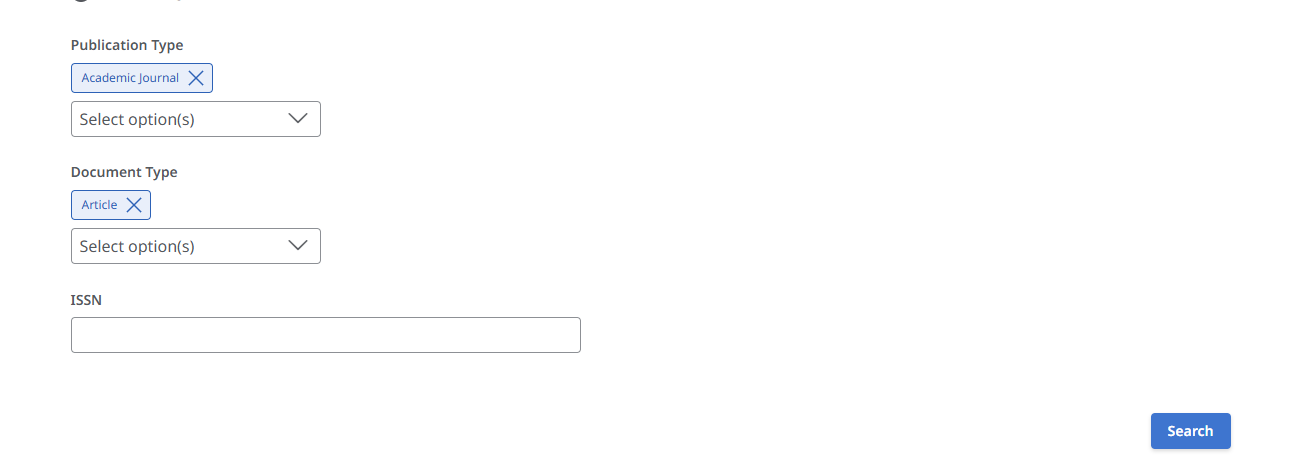 Publication Type
Academic Journal
Select option(s)
Document Type
Article
Select option(s)
ISSN
Search